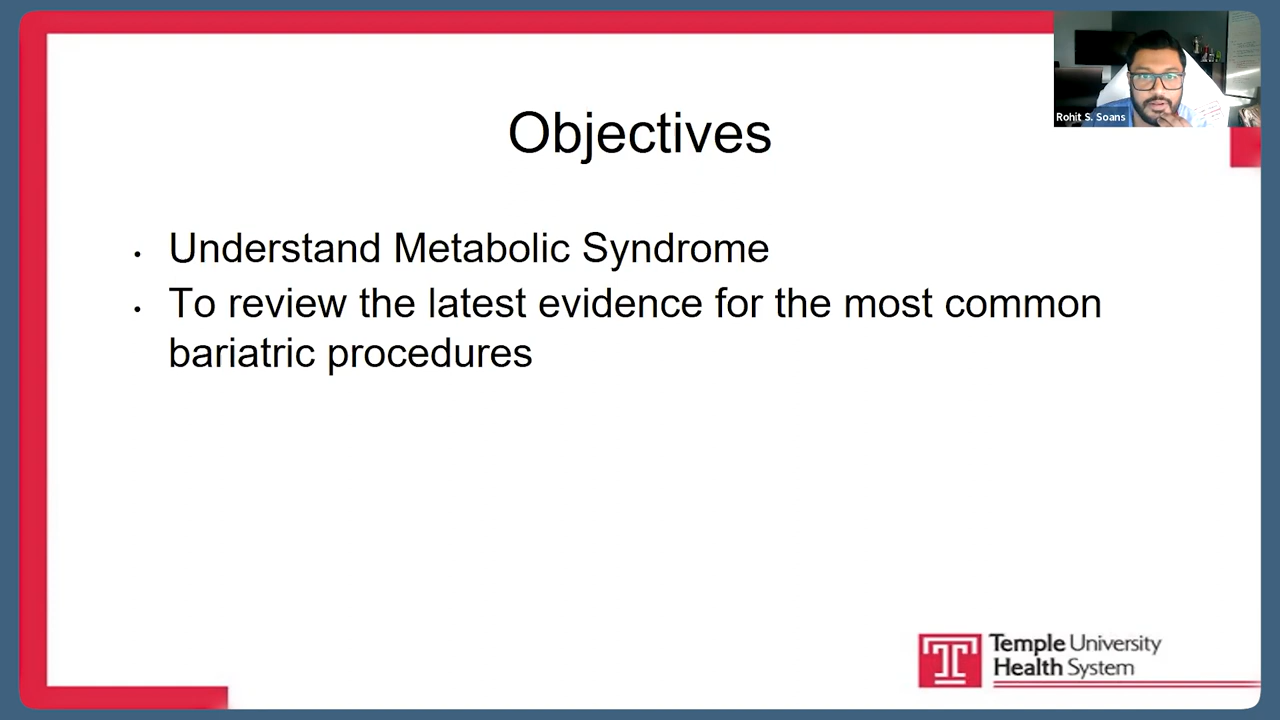 Rohit S. Soans
Objectives
• Understand Metabolic Syndrome
• To review the latest evidence for the most common
bariatric procedures
T
Temple University
Health System